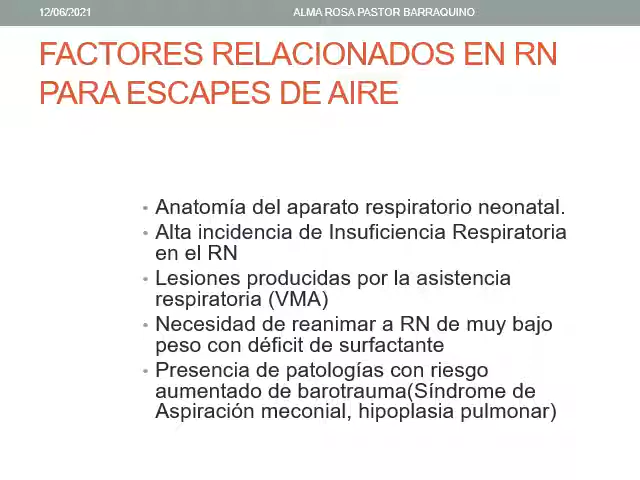 12/06/2021 ALMA ROSA PASTOR BARRAQUINO
FACTORES RELACIONADOS EN RN
PARA ESCAPES DE AIRE
• Anatomía del aparato respiratorio neonatal.
• Alta incidencia de Insuficiencia Respiratoria
en el RN
• Lesiones producidas por la asistencia
respiratoria (VMA)
• Necesidad de reanimar a RN de muy bajo
peso con déficit de surfactante
• Presencia de patologías con riesgo
aumentado de barotrauma(Síndrome de
Aspiración meconial, hipoplasia pulmonar)